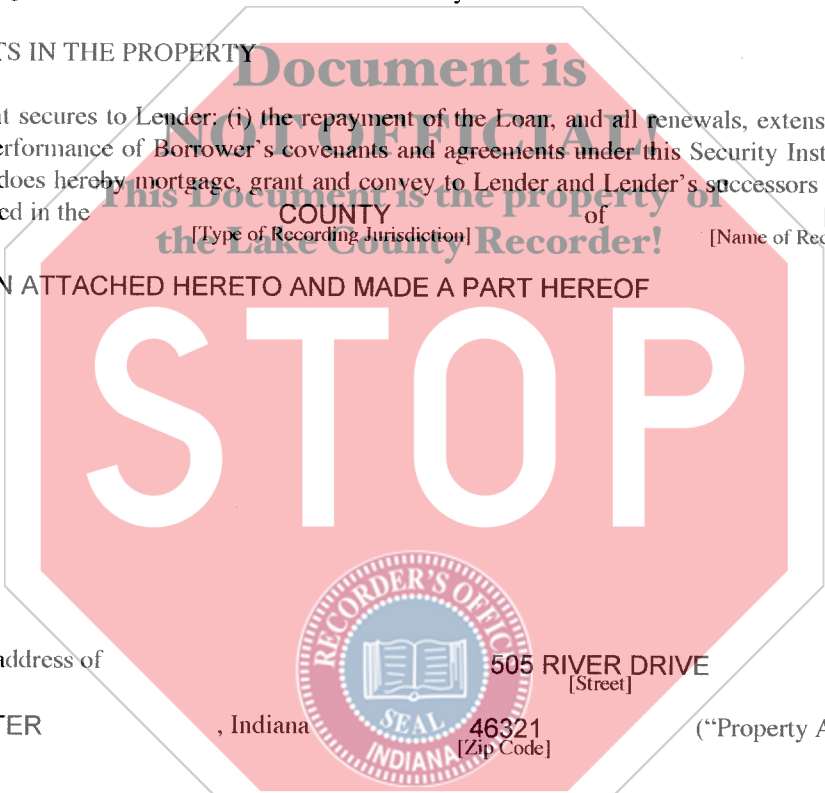 TS IN THE PROPERTY
Document is
t secures to Lender: (i) the repayment of the Loan, and all renewals, extens
NOT OFFICIAL!
erformance of Borrower's covenants and agreements under this Security Inst
does hereby mortgage, grant and convey to Lender and Lender's successors
This Document is the property of
ed in the COUNTY of
[Type of Recording Jurisdiction] [Name of Rec
the Lake County Recorder!
N ATTACHED HERETO AND MADE A PART HEREOF
STOP
RECORDER'S OFFIC
address of 505 RIVER DRIVE
[Street]
SEAL
TER , Indiana 46321 ("Property A
[Zip Code]
INDIANA